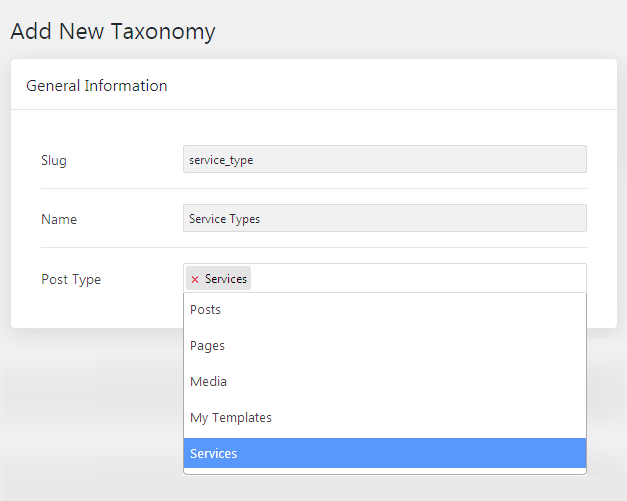 Add New Taxonomy
General Information
Slug
service_type
Name
Service Types
Post Type
× Services
Posts
Pages
Media
My Templates
Services